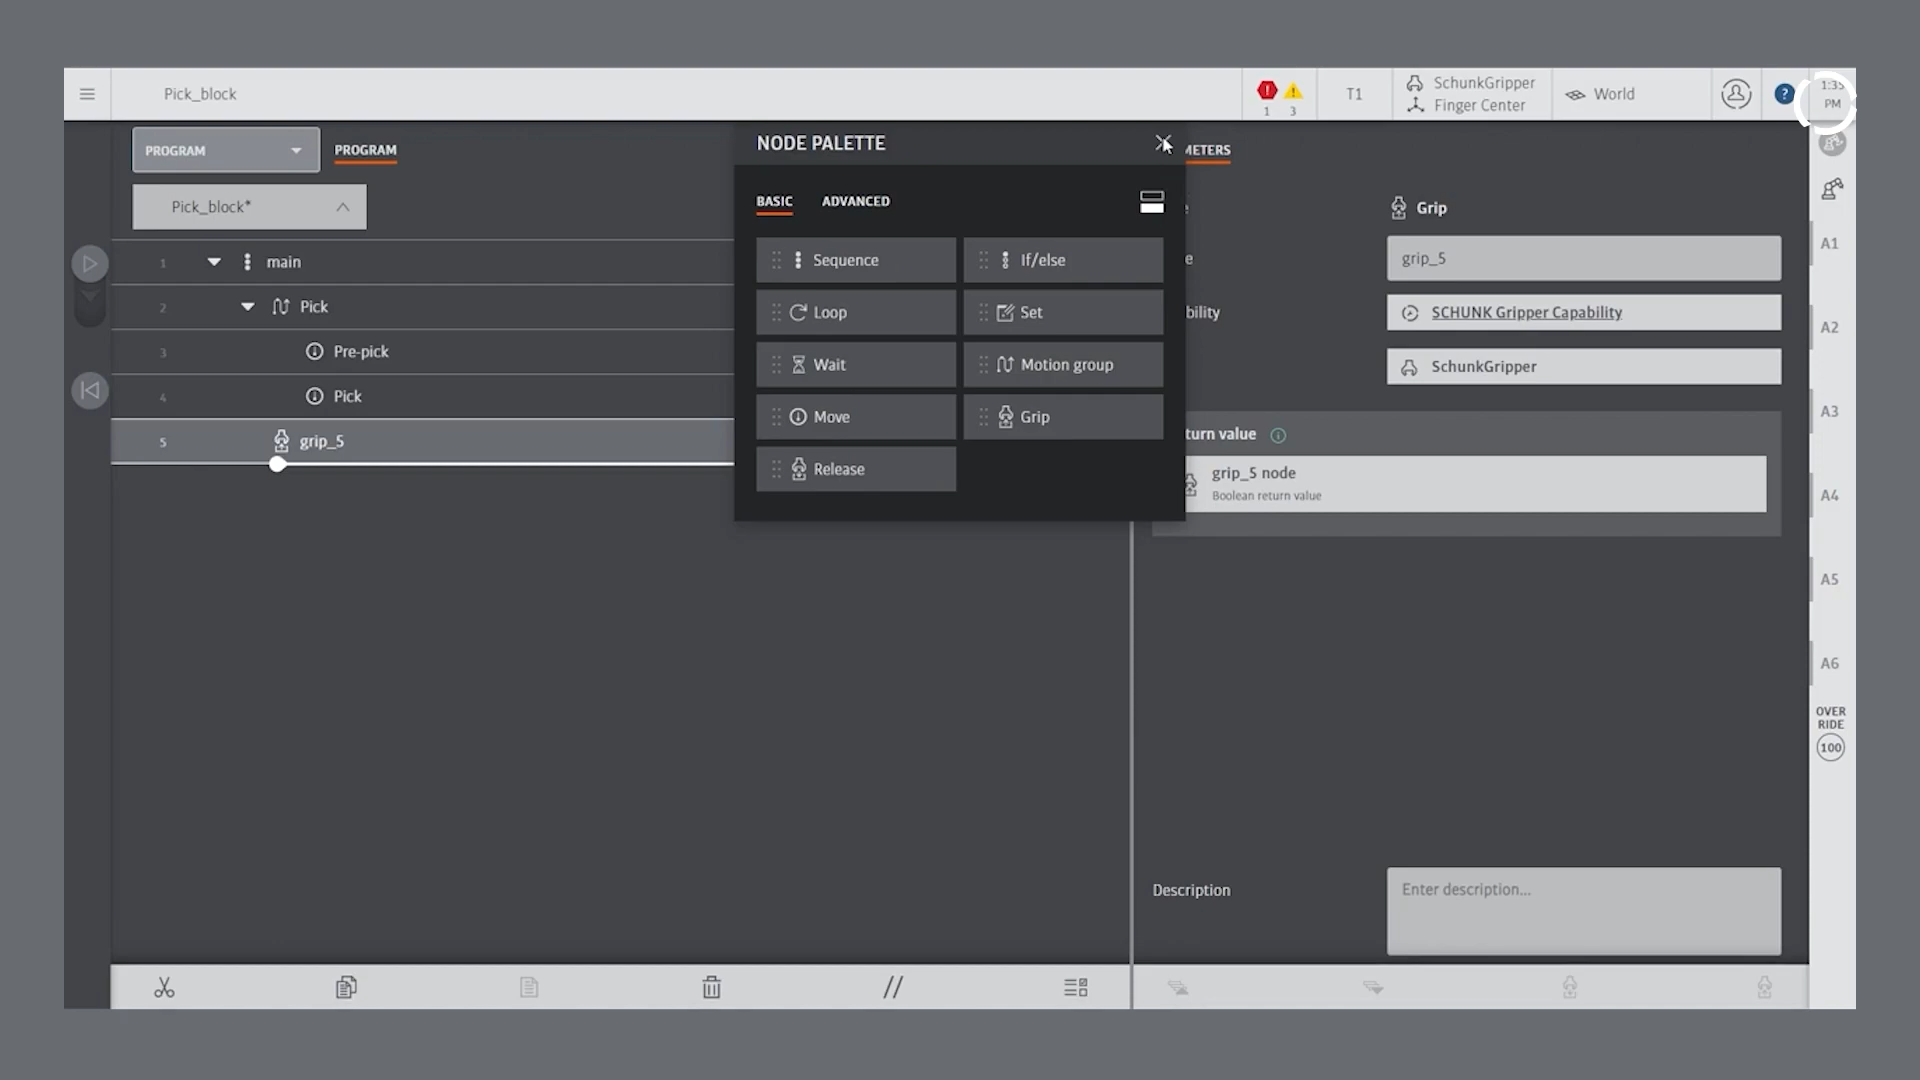 Pick_block
1
3
T1
SchunkGripper
Finger Center
World
?
1:35
PM
PROGRAM
PROGRAM
Pick_block*
1 main
2 Pick
3 Pre-pick
4 Pick
5 grip_5
NODE PALETTE
BASIC ADVANCED
Sequence If/else
Loop Set
Wait Motion group
Move Grip
Release
METERS
Grip
e grip_5
bility SCHUNK Gripper Capability
SchunkGripper
turn value
grip_5 node
Boolean return value
Description Enter description...
A1
A2
A3
A4
A5
A6
OVER
RIDE
100
//